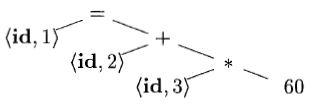 =
⟨id, 1⟩
+
⟨id, 2⟩
*
⟨id, 3⟩
60